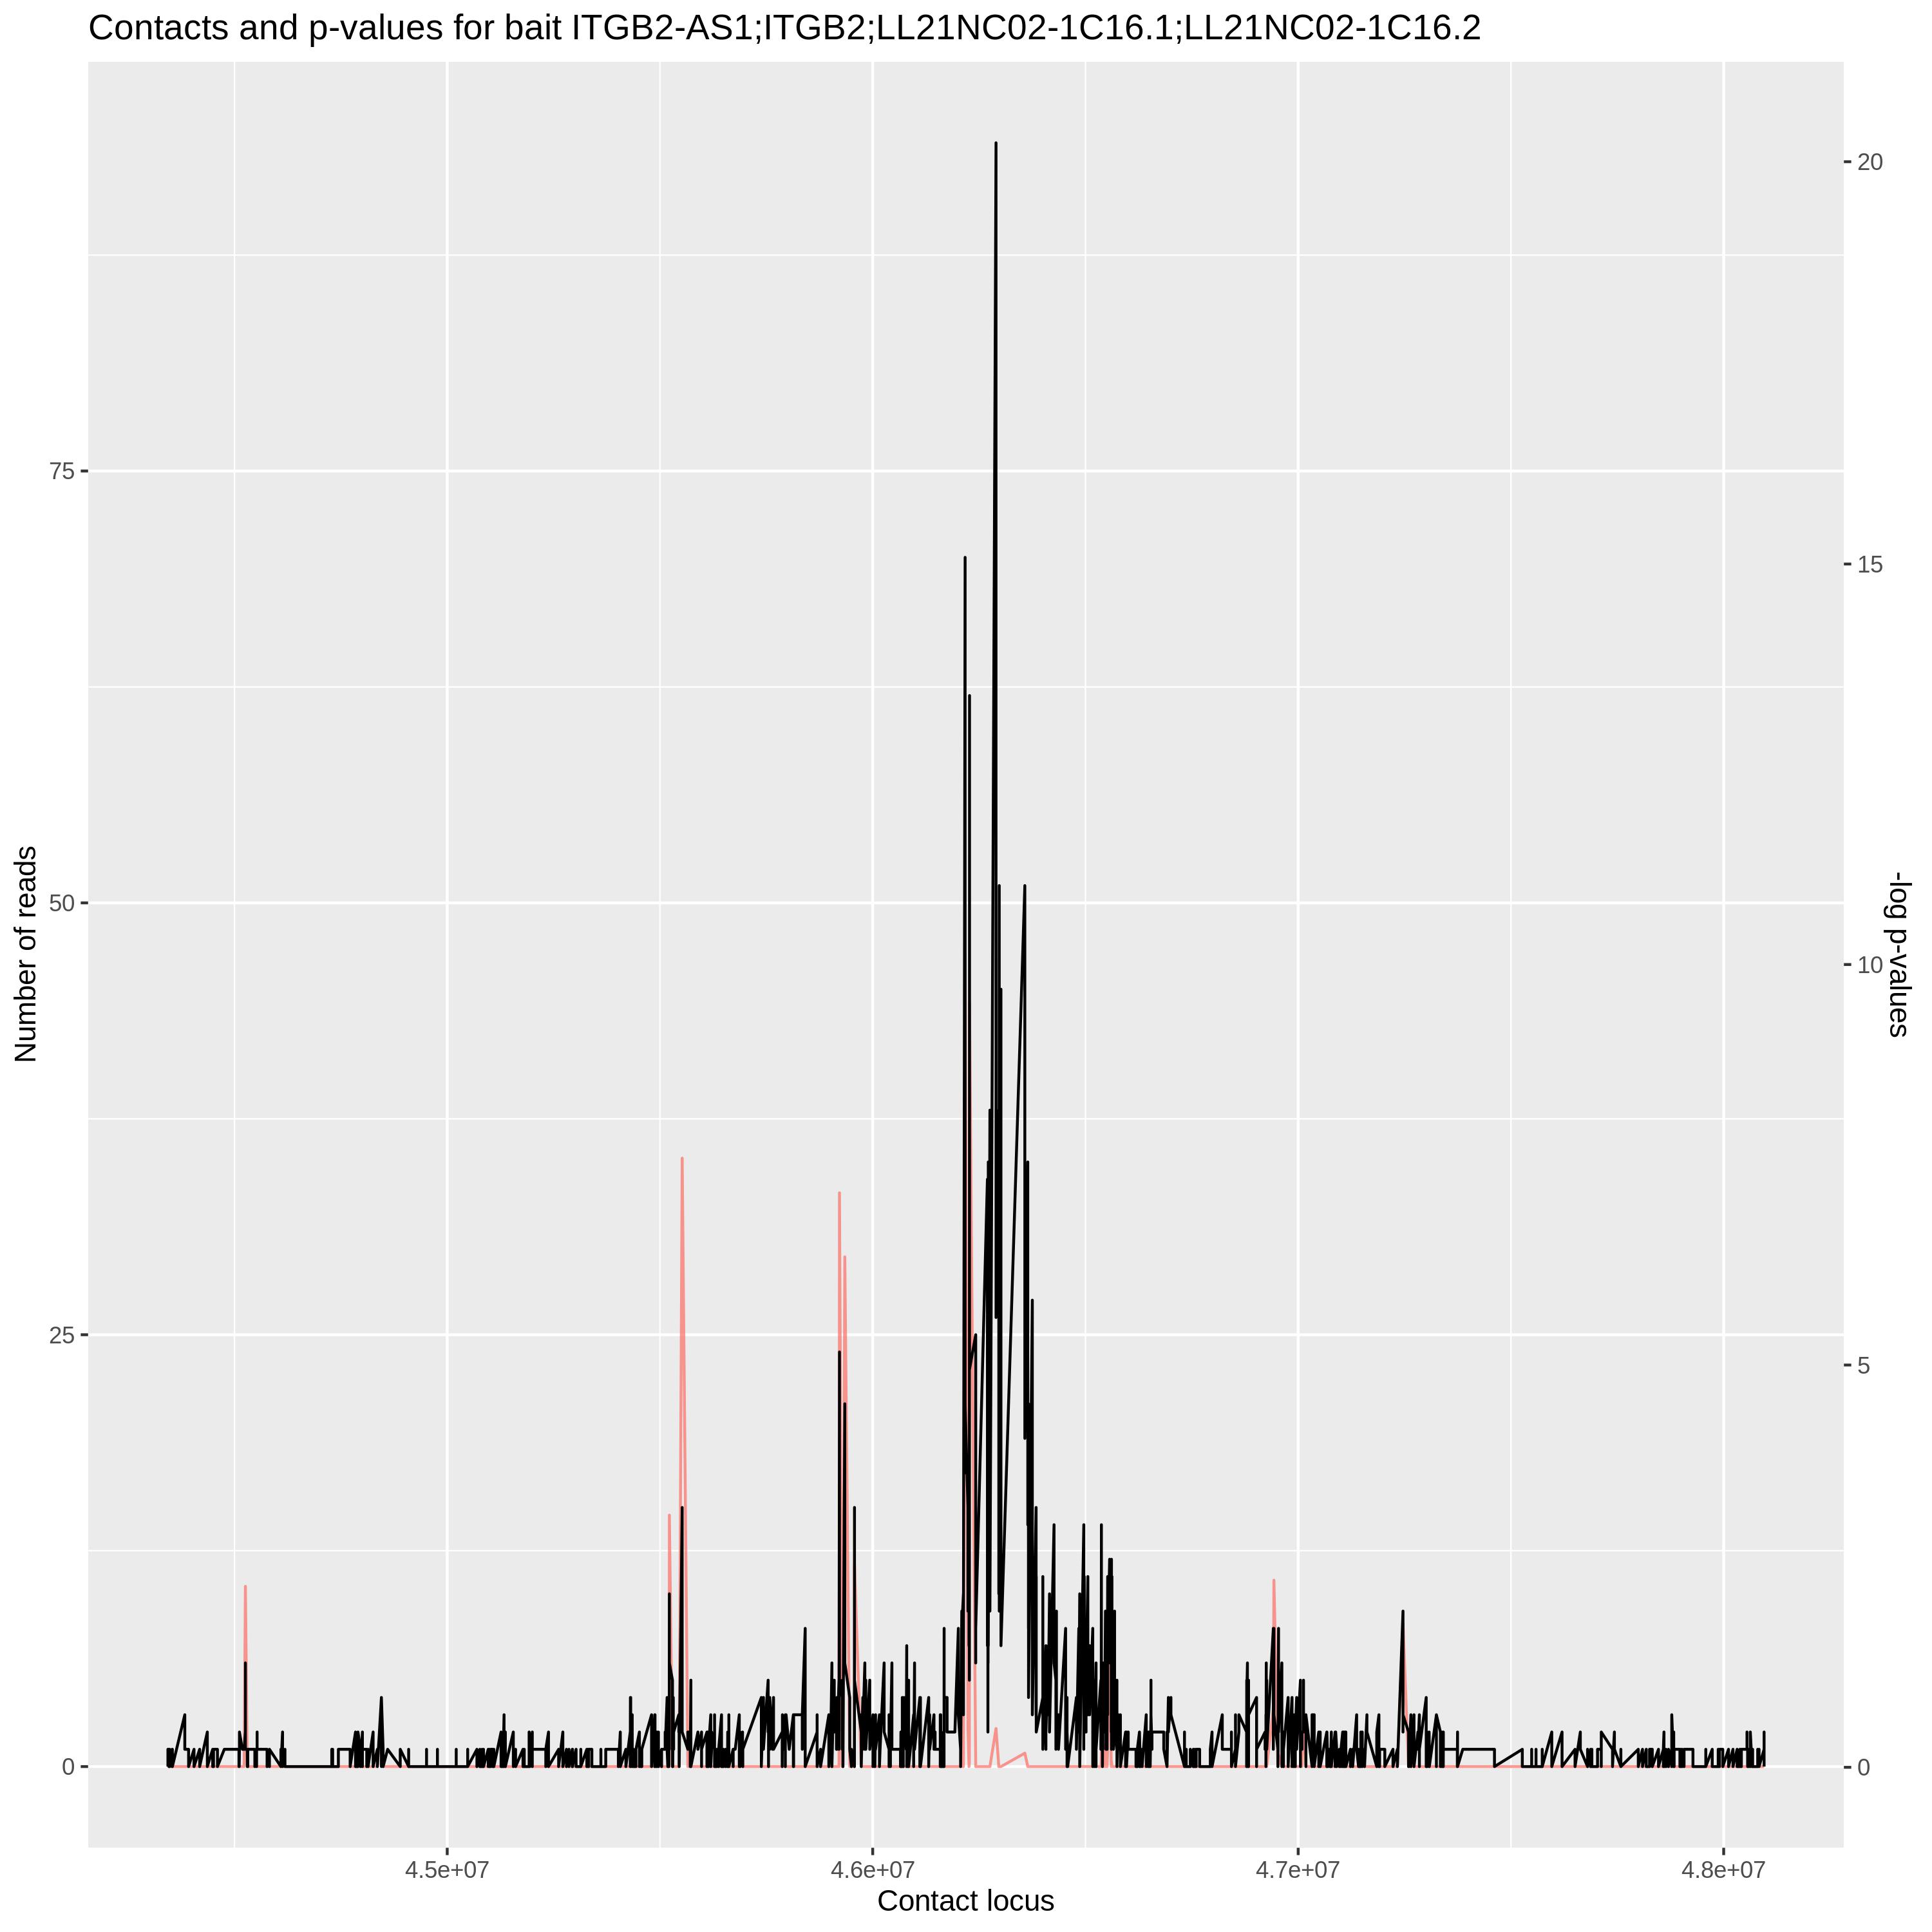 Contacts and p-values for bait ITGB2-AS1;ITGB2;LL21NC02-1C16.1;LL21NC02-1C16.2
20
75
15
Number of reads
50
-log p-values
10
25
5
0
0
4.5e+07
4.6e+07
4.7e+07
4.8e+07
Contact locus